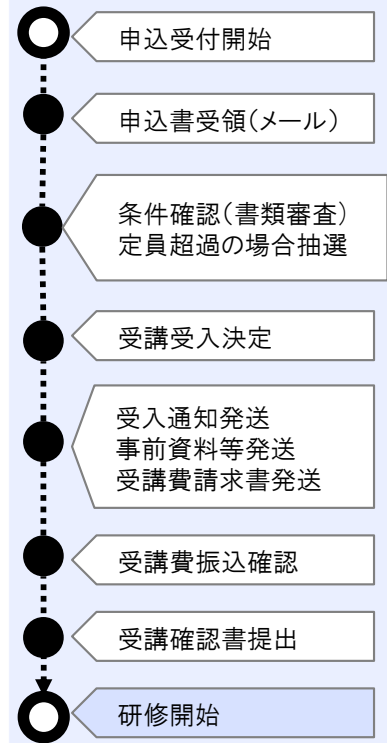 申込受付開始
申込書受領(メール)
条件確認(書類審査)
定員超過の場合抽選
受講受入決定
受入通知発送
事前資料等発送
受講費請求書発送
受講費振込確認
受講確認書提出
研修開始